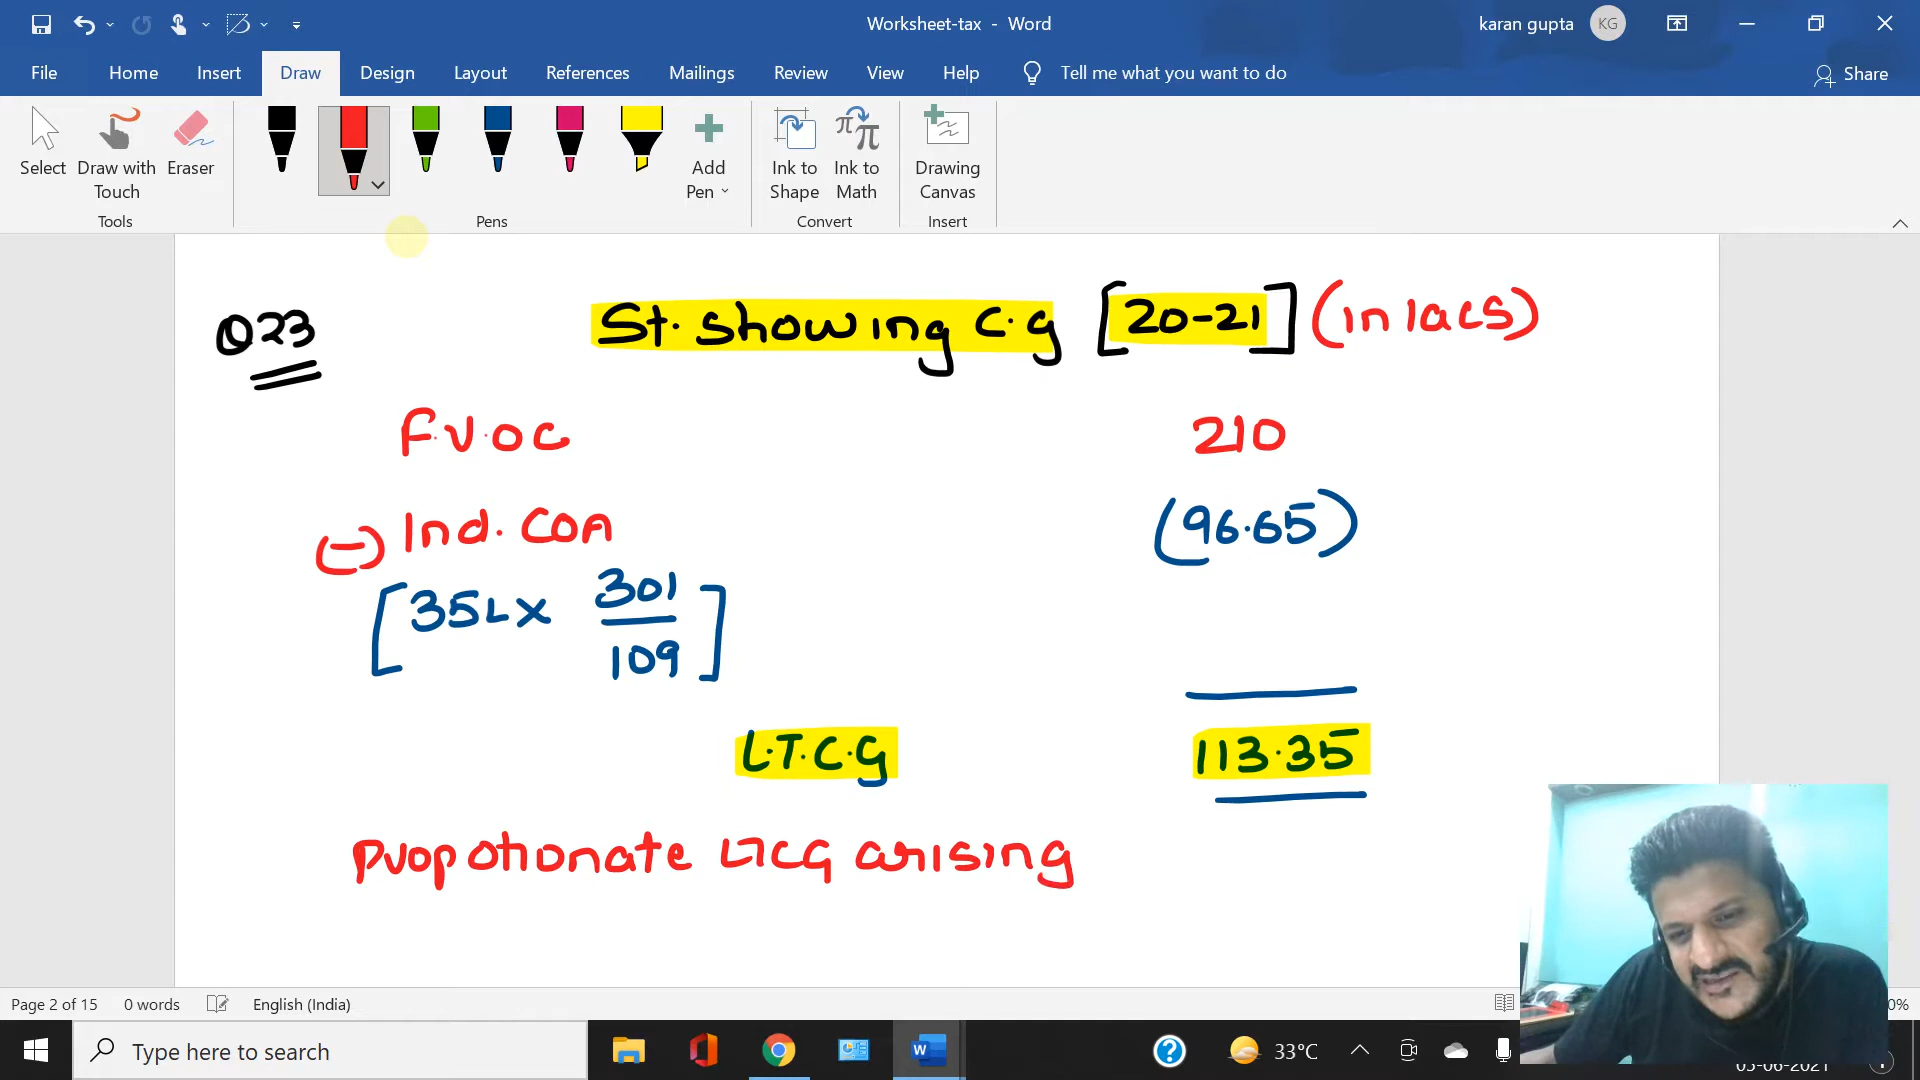 Worksheet-tax - Word
karan gupta KG
File Home Insert Draw Design Layout References Mailings Review View Help Tell me what you want to do Share
Select Draw with Touch Eraser Add Pen Ink to Shape Ink to Math Drawing Canvas
Tools Pens Convert Insert
Q23 St. showing C.g [20-21] (in lacs)
F.V.O C 210
(-) Ind. COA (96.65)
[35L x 301/109]
L.T.C.G 113.35
propotionate LTCG arising
Page 2 of 15 0 words English (India)
Type here to search 33°C